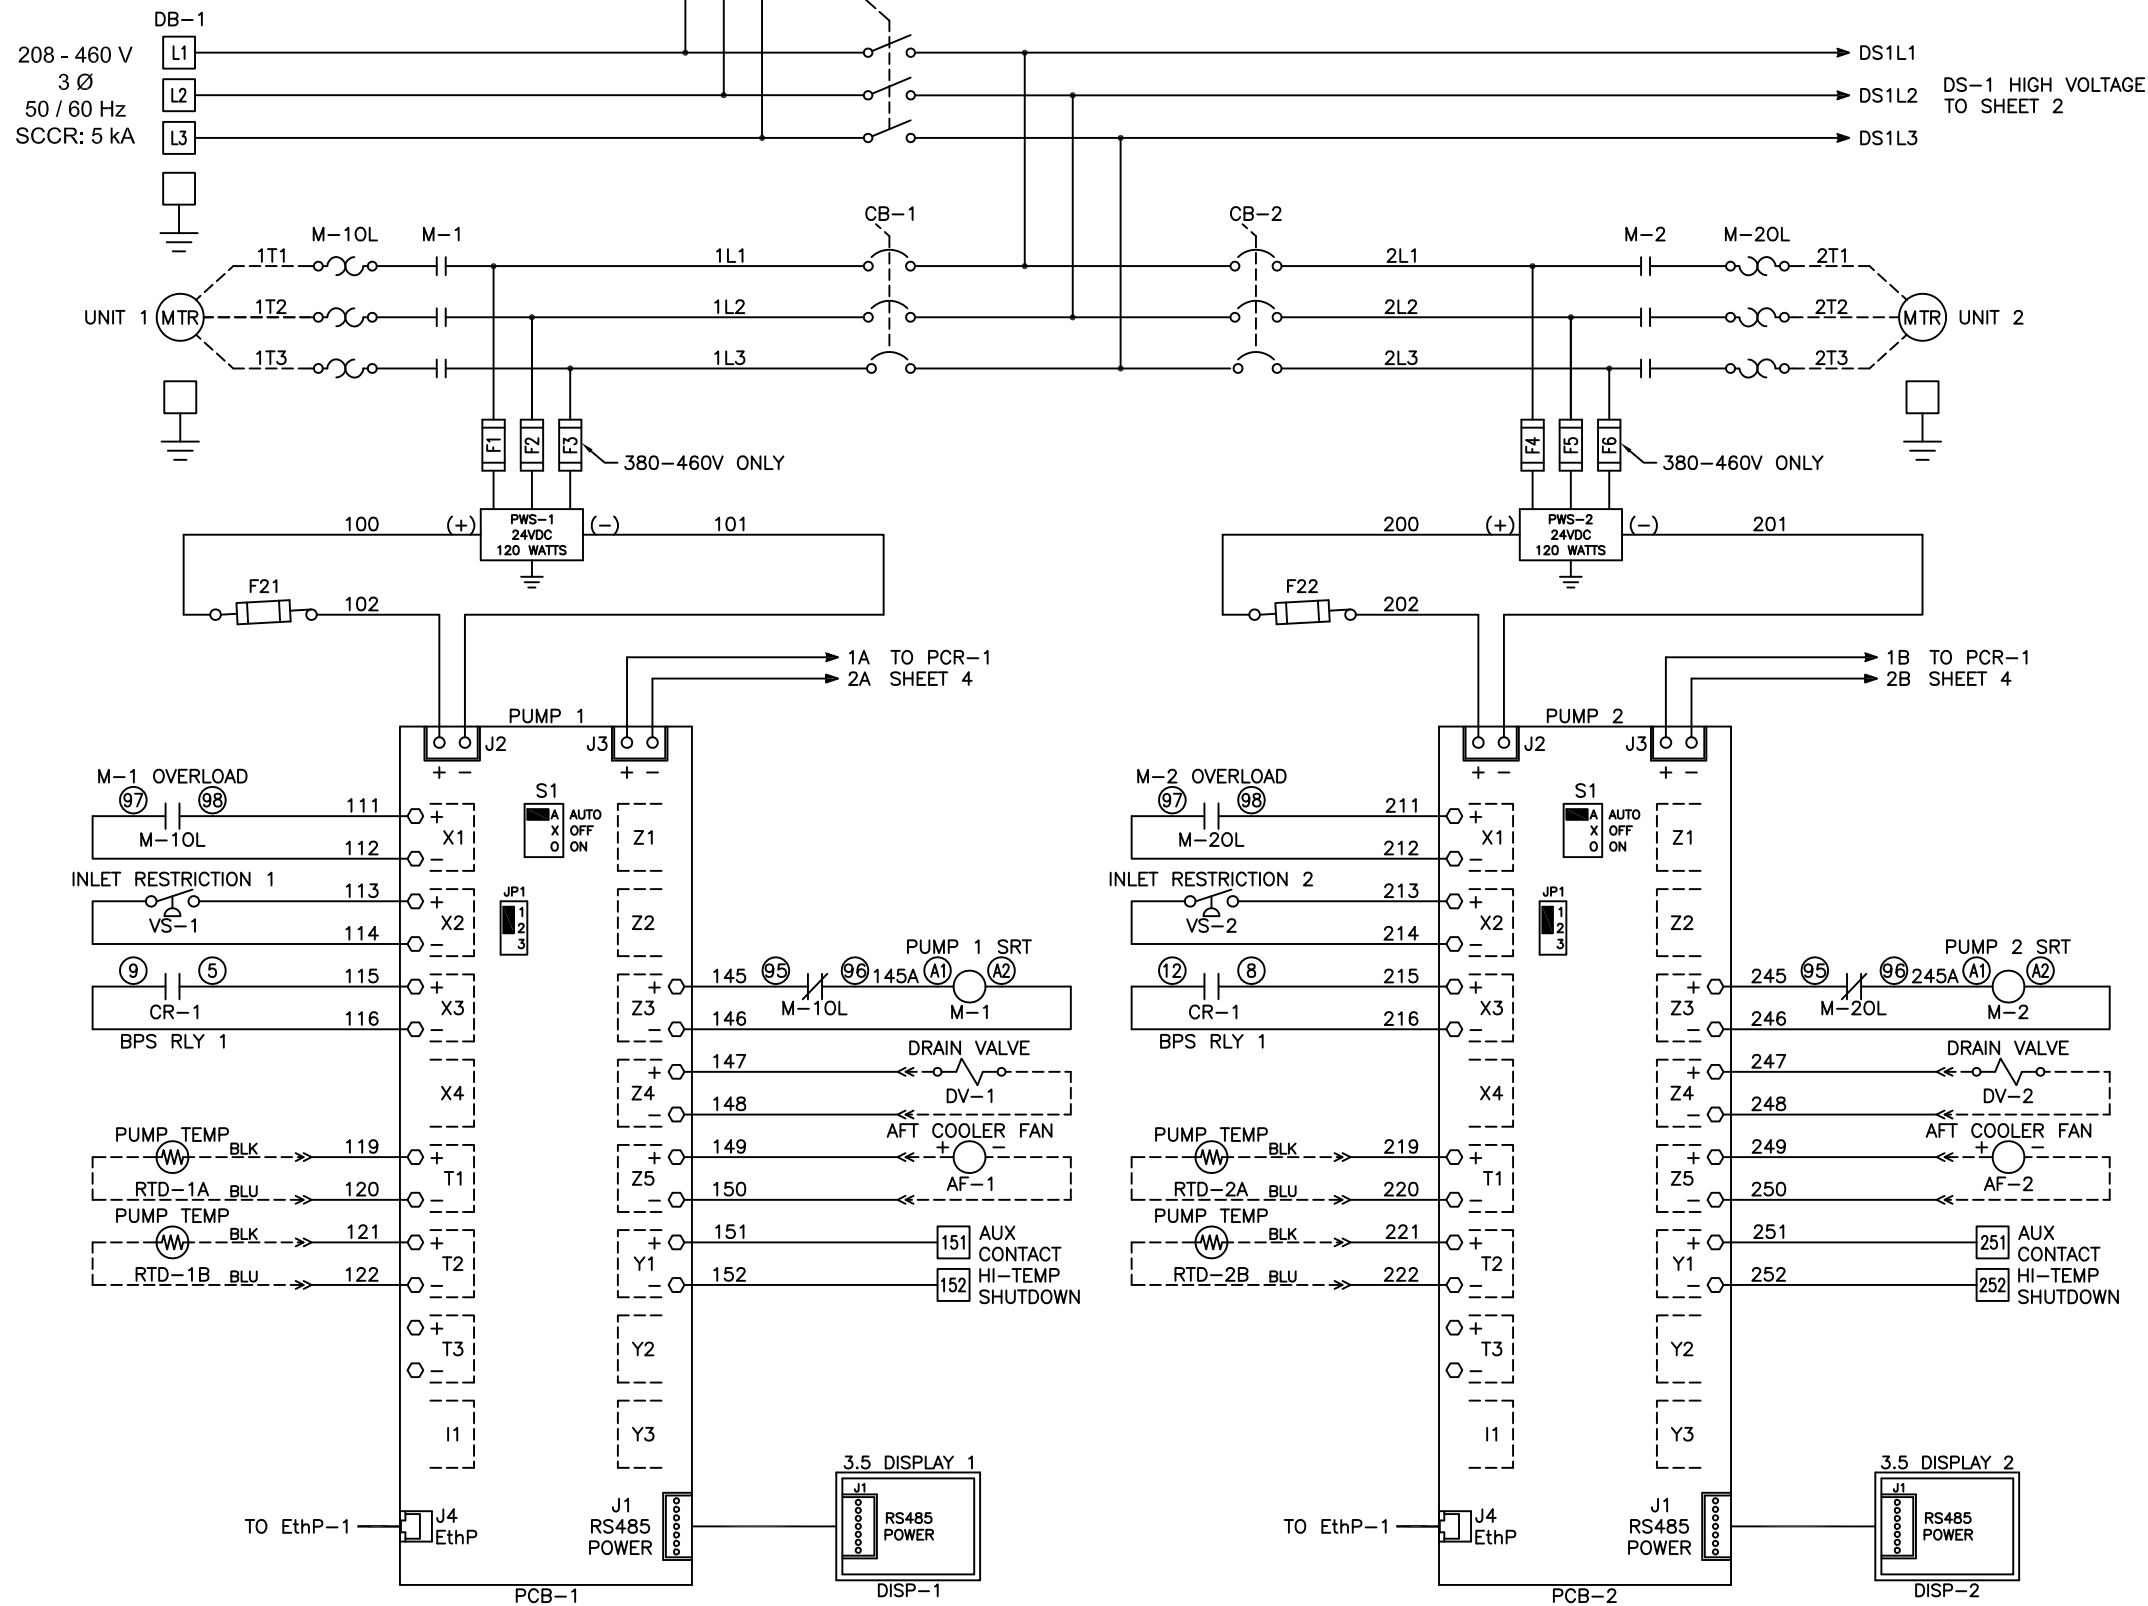 DB-1
208 - 460 V
3 Ø
50 / 60 Hz
SCCR: 5 kA
L1
L2
L3
DS1L1
DS1L2
DS1L3
DS-1 HIGH VOLTAGE
TO SHEET 2
CB-1
CB-2
M-1OL
M-1
M-2
M-2OL
1T1
1L1
2L1
2T1
UNIT 1
MTR
1T2
1L2
2L2
2T2
MTR
UNIT 2
1T3
1L3
2L3
2T3
F1
F2
F3
380-460V ONLY
F4
F5
F6
380-460V ONLY
100
(+)
PWS-1
24VDC
120 WATTS
(-)
101
200
(+)
PWS-2
24VDC
120 WATTS
(-)
201
F21
102
F22
202
1A TO PCR-1
2A SHEET 4
1B TO PCR-1
2B SHEET 4
PUMP 1
J2
J3
+ -
+ -
M-1 OVERLOAD
97
98
111
M-1OL
112
+
X1
-
S1
A AUTO
X OFF
O ON
Z1
INLET RESTRICTION 1
113
VS-1
114
+
X2
-
JP1
1
2
3
Z2
9
5
115
CR-1
116
BPS RLY 1
+
X3
-
PUMP 1 SRT
+
Z3
-
145
95
96
145A
A1
A2
M-1OL
M-1
146
X4
DRAIN VALVE
+
Z4
-
147
DV-1
148
PUMP TEMP
BLK
119
RTD-1A
BLU
120
+
T1
-
AFT COOLER FAN
+
Z5
-
149
+ -
AF-1
150
PUMP TEMP
BLK
121
RTD-1B
BLU
122
+
T2
-
+
Y1
-
151
151
AUX
CONTACT
152
152
HI-TEMP
SHUTDOWN
+
T3
-
Y2
I1
Y3
TO EthP-1
J4
EthP
J1
RS485
POWER
3.5 DISPLAY 1
J1
RS485
POWER
DISP-1
PCB-1
PUMP 2
J2
J3
+ -
+ -
M-2 OVERLOAD
97
98
211
M-2OL
212
+
X1
-
S1
A AUTO
X OFF
O ON
Z1
INLET RESTRICTION 2
213
VS-2
214
+
X2
-
JP1
1
2
3
Z2
12
8
215
CR-1
216
BPS RLY 1
+
X3
-
PUMP 2 SRT
+
Z3
-
245
95
96
245A
A1
A2
M-2OL
M-2
246
X4
DRAIN VALVE
+
Z4
-
247
DV-2
248
PUMP TEMP
BLK
219
RTD-2A
BLU
220
+
T1
-
AFT COOLER FAN
+
Z5
-
249
+ -
AF-2
250
PUMP TEMP
BLK
221
RTD-2B
BLU
222
+
T2
-
+
Y1
-
251
251
AUX
CONTACT
252
252
HI-TEMP
SHUTDOWN
+
T3
-
Y2
I1
Y3
TO EthP-1
J4
EthP
J1
RS485
POWER
3.5 DISPLAY 2
J1
RS485
POWER
DISP-2
PCB-2